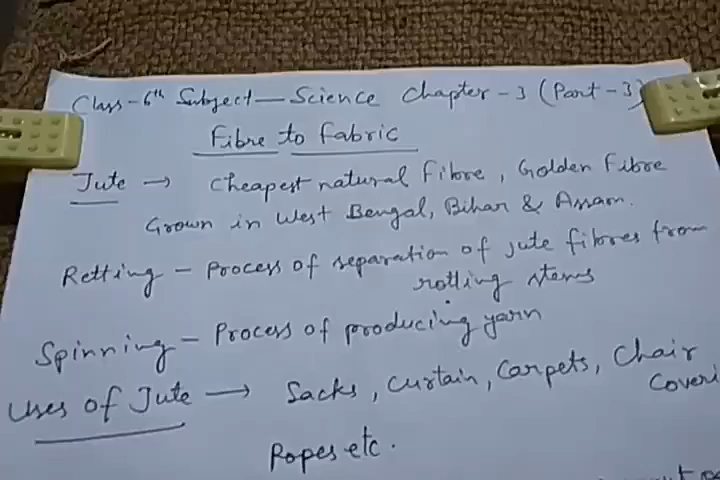 Class-6th Subject — Science Chapter - 3 (Part - 3)
Fibre to Fabric
Jute → Cheapest natural Fibre, Golden Fibre
Grown in West Bengal, Bihar & Assam.
Retting - Process of separation of jute fibres from
rotting stems
Spinning - Process of producing yarn
Uses of Jute → Sacks, Curtain, Carpets, Chair
Coveri
Ropes etc.